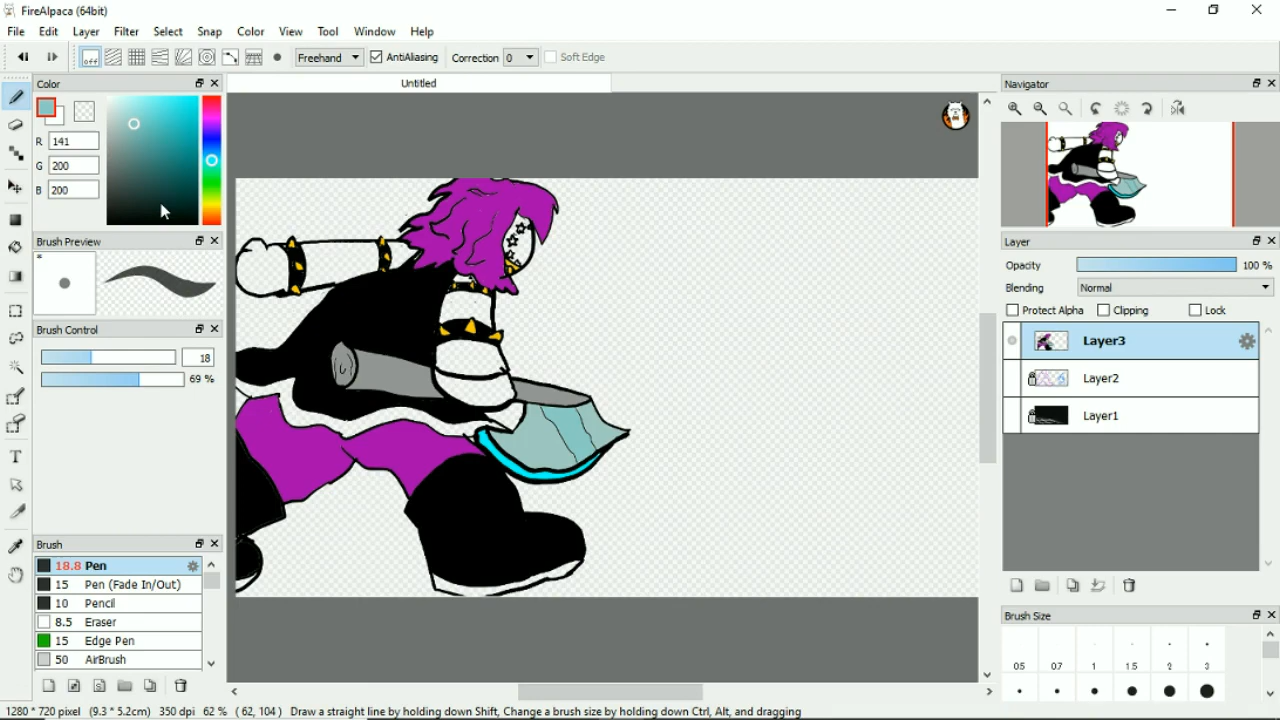 FireAlpaca (64bit)
File Edit Layer Filter Select Snap Color View Tool Window Help
off Freehand AntiAliasing Correction 0 Soft Edge
Color
Untitled
Navigator
R 141
G 200
B 200
Brush Preview
*
Layer
Opacity 100 %
Blending Normal
Protect Alpha Clipping Lock
Brush Control
18
69 %
Layer3
Layer2
Layer1
Brush
18.8 Pen
15 Pen (Fade In/Out)
10 Pencil
8.5 Eraser
15 Edge Pen
50 AirBrush
T
Brush Size
0.5 0.7 1 1.5 2 3
1280 * 720 pixel (9.3 * 5.2cm) 350 dpi 62 % ( 62, 104 ) Draw a straight line by holding down Shift, Change a brush size by holding down Ctrl, Alt, and dragging